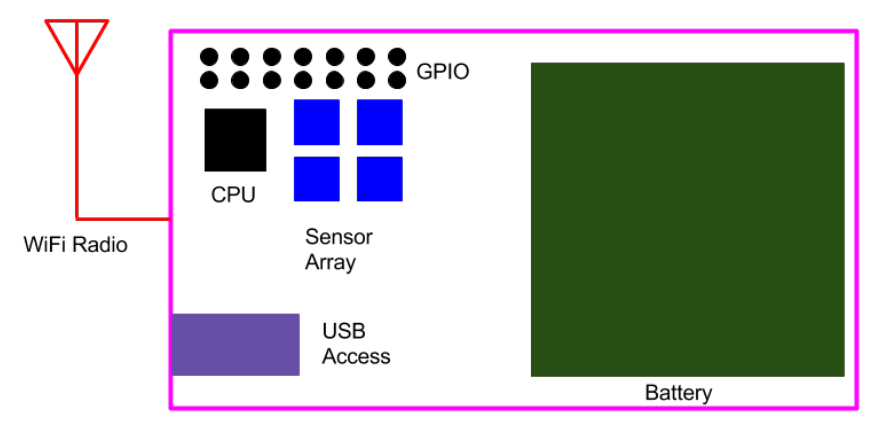 GPIO
CPU
WiFi Radio
Sensor
Array
USB
Access
Battery